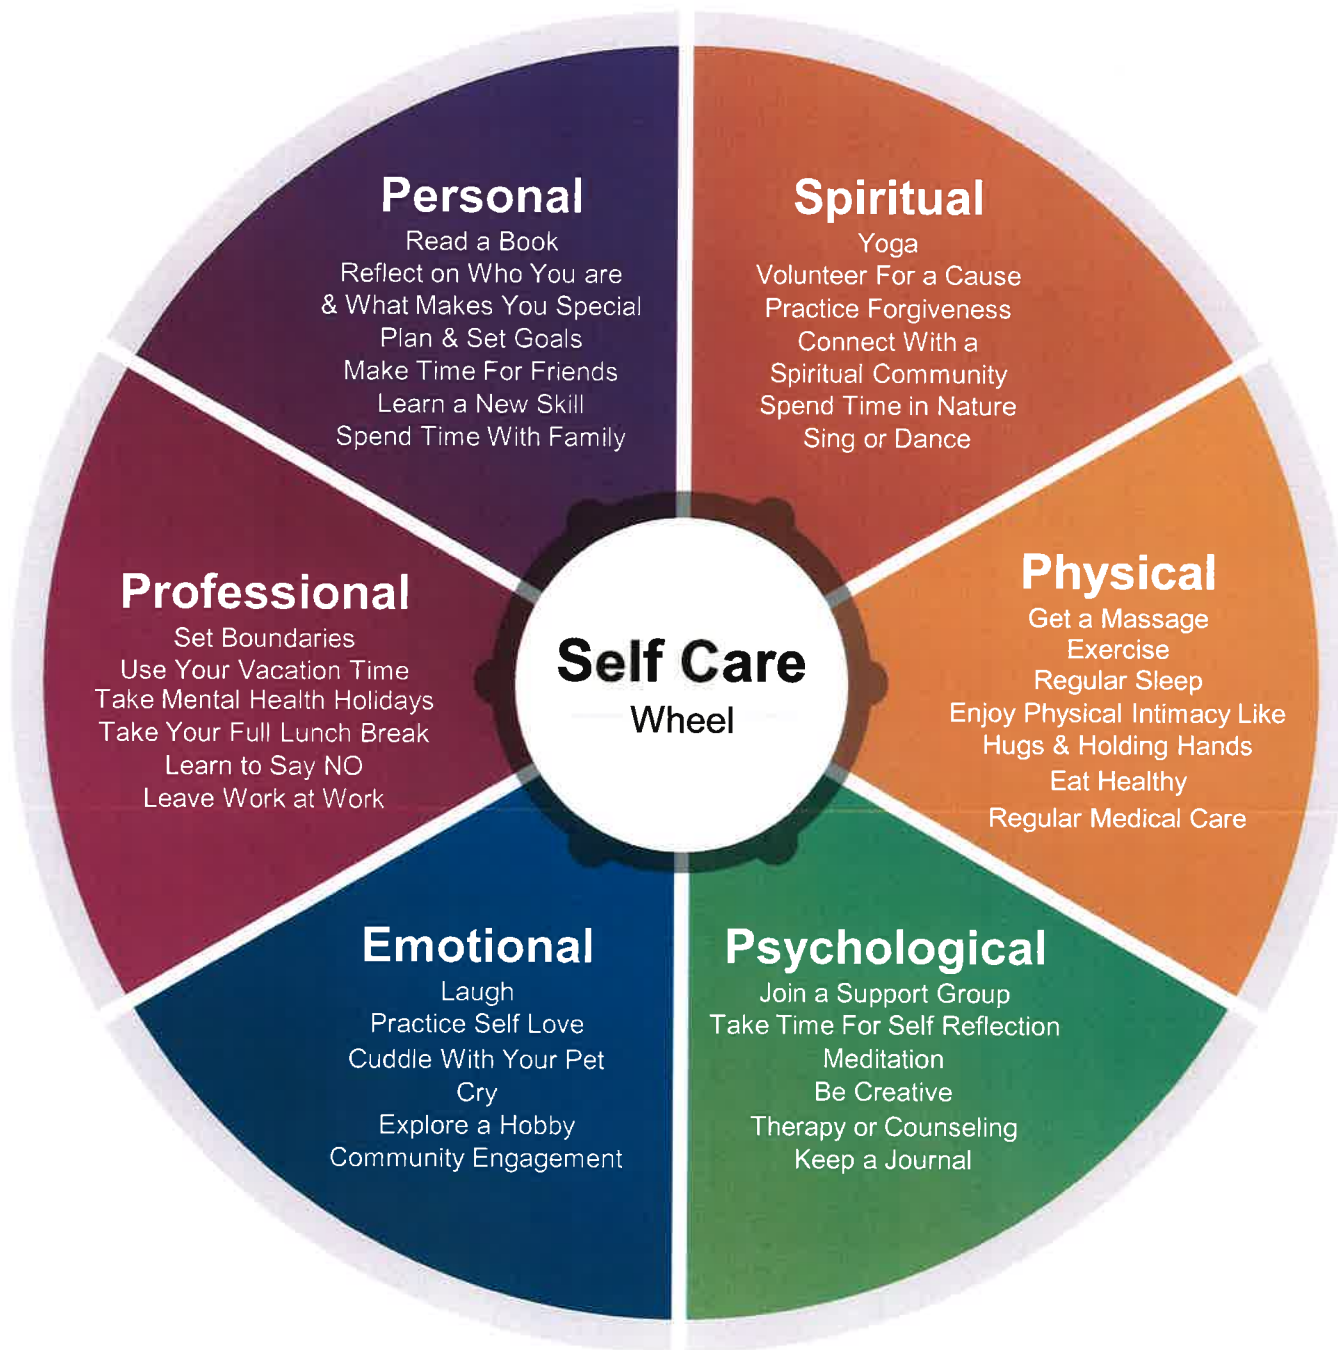 Personal
Read a Book
Reflect on Who You are
& What Makes You Special
Plan & Set Goals
Make Time For Friends
Learn a New Skill
Spend Time With Family
Spiritual
Yoga
Volunteer For a Cause
Practice Forgiveness
Connect With a
Spiritual Community
Spend Time in Nature
Sing or Dance
Professional
Set Boundaries
Use Your Vacation Time
Take Mental Health Holidays
Take Your Full Lunch Break
Learn to Say NO
Leave Work at Work
Self Care
Wheel
Physical
Get a Massage
Exercise
Regular Sleep
Enjoy Physical Intimacy Like
Hugs & Holding Hands
Eat Healthy
Regular Medical Care
Emotional
Laugh
Practice Self Love
Cuddle With Your Pet
Cry
Explore a Hobby
Community Engagement
Psychological
Join a Support Group
Take Time For Self Reflection
Meditation
Be Creative
Therapy or Counseling
Keep a Journal